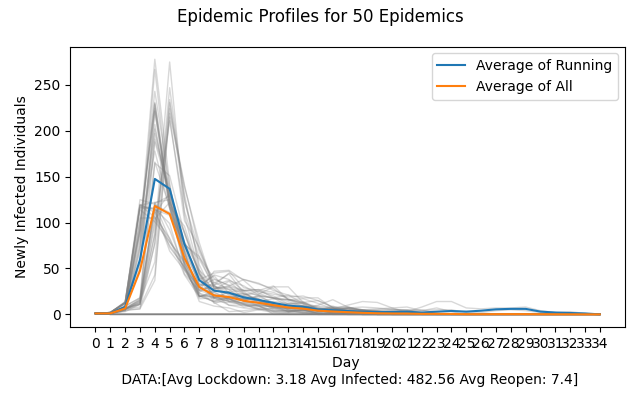 Epidemic Profiles for 50 Epidemics
Average of Running
Average of All
Newly Infected Individuals
250
200
150
100
50
0
0 1 2 3 4 5 6 7 8 9 10 11 12 13 14 15 16 17 18 19 20 21 22 23 24 25 26 27 28 29 30 31 32 33 34
Day
DATA:[Avg Lockdown: 3.18 Avg Infected: 482.56 Avg Reopen: 7.4]